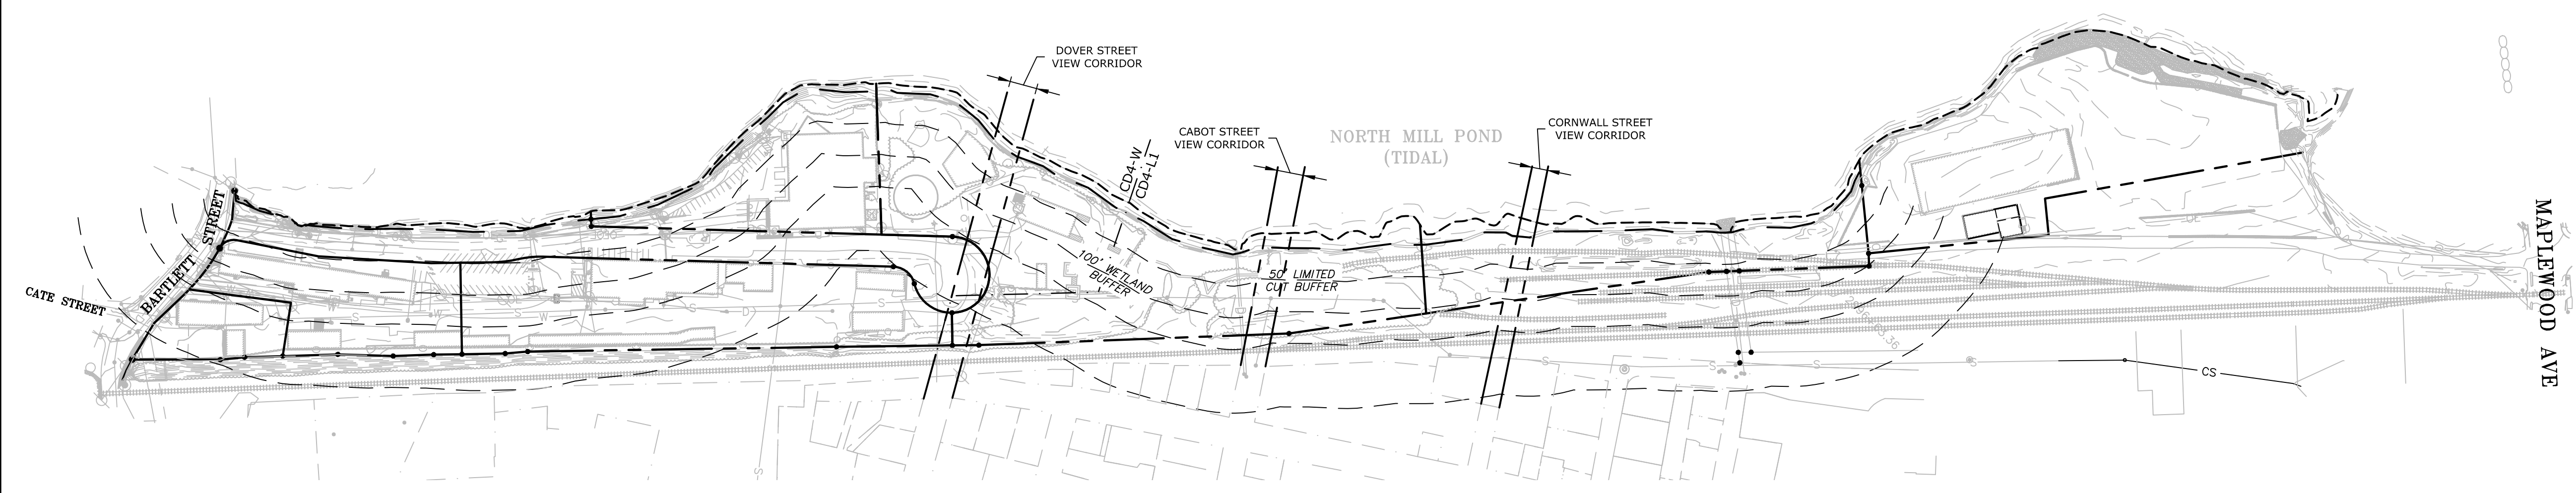 DOVER STREET
VIEW CORRIDOR
CABOT STREET
VIEW CORRIDOR
NORTH MILL POND
(TIDAL)
CORNWALL STREET
VIEW CORRIDOR
CD4-W
CD4-L1
BARTLETT STREET
CATE STREET
100' WETLAND
BUFFER
50' LIMITED
CUT BUFFER
MAPLEWOOD AVE
S
W
S
W
S
W
S
D
S
S
S
S
S
S
CS